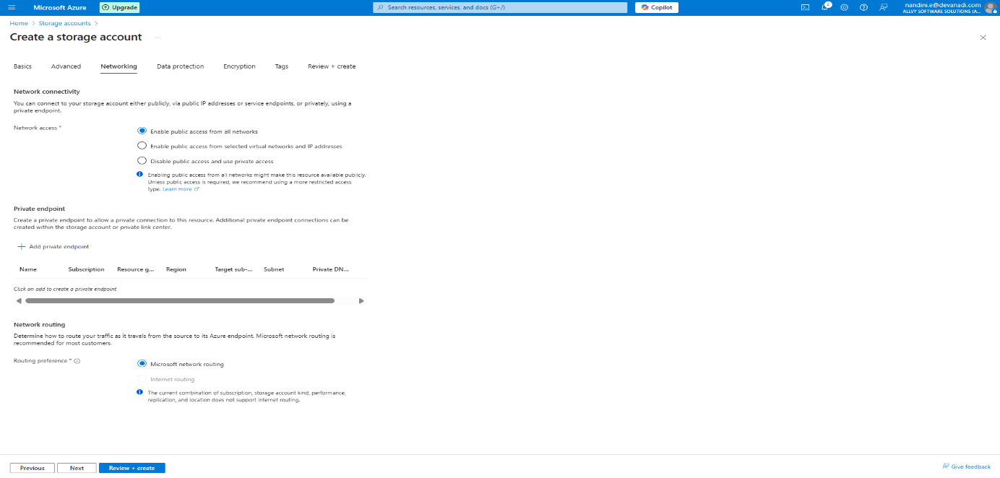 Microsoft Azure
Upgrade
Search resources, services, and docs (G+/)
Copilot
2
nandini.e@devanadi.com
ALLVY SOFTWARE SOLUTIONS (A...
Home > Storage accounts >
Create a storage account ...
Basics
Advanced
Networking
Data protection
Encryption
Tags
Review + create
Network connectivity
You can connect to your storage account either publicly, via public IP addresses or service endpoints, or privately, using a
private endpoint.
Network access *
Enable public access from all networks
Enable public access from selected virtual networks and IP addresses
Disable public access and use private access
Enabling public access from all networks might make this resource available publicly.
Unless public access is required, we recommend using a more restricted access
type. Learn more
Private endpoint
Create a private endpoint to allow a private connection to this resource. Additional private endpoint connections can be
created within the storage account or private link center.
Add private endpoint
Name Subscription Resource g... Region Target sub-... Subnet Private DN...
Click on add to create a private endpoint
Network routing
Determine how to route your traffic as it travels from the source to its Azure endpoint. Microsoft network routing is
recommended for most customers.
Routing preference *
Microsoft network routing
Internet routing
The current combination of subscription, storage account kind, performance,
replication, and location does not support internet routing.
Previous
Next
Review + create
Give feedback